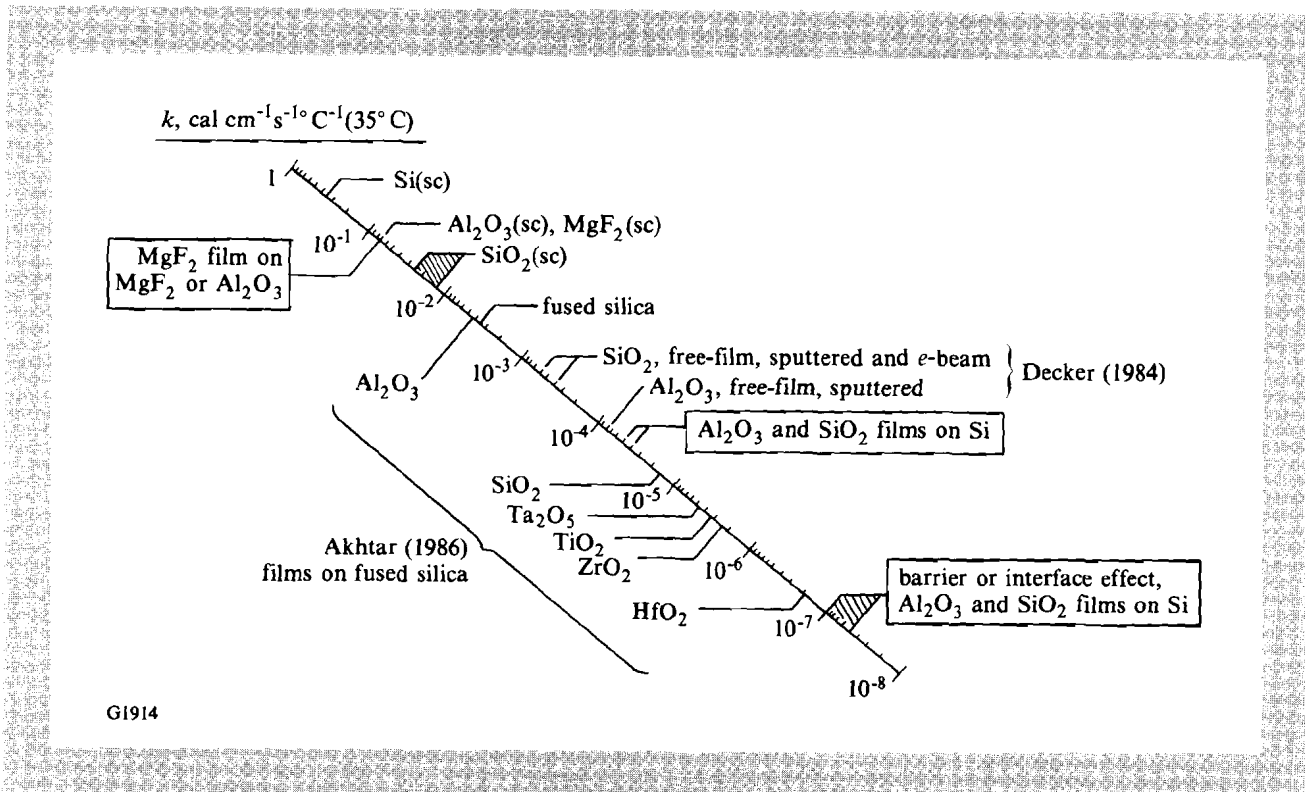 k, cal cm⁻¹s⁻¹°C⁻¹(35°C)
1
Si(sc)
Al₂O₃(sc), MgF₂(sc)
10⁻¹
MgF₂ film on
MgF₂ or Al₂O₃
SiO₂(sc)
10⁻²
fused silica
Al₂O₃
10⁻³
SiO₂, free-film, sputtered and e-beam
Al₂O₃, free-film, sputtered
Decker (1984)
10⁻⁴
Al₂O₃ and SiO₂ films on Si
SiO₂
10⁻⁵
Ta₂O₅
TiO₂
ZrO₂
10⁻⁶
Akhtar (1986)
films on fused silica
HfO₂
10⁻⁷
barrier or interface effect,
Al₂O₃ and SiO₂ films on Si
10⁻⁸
G1914